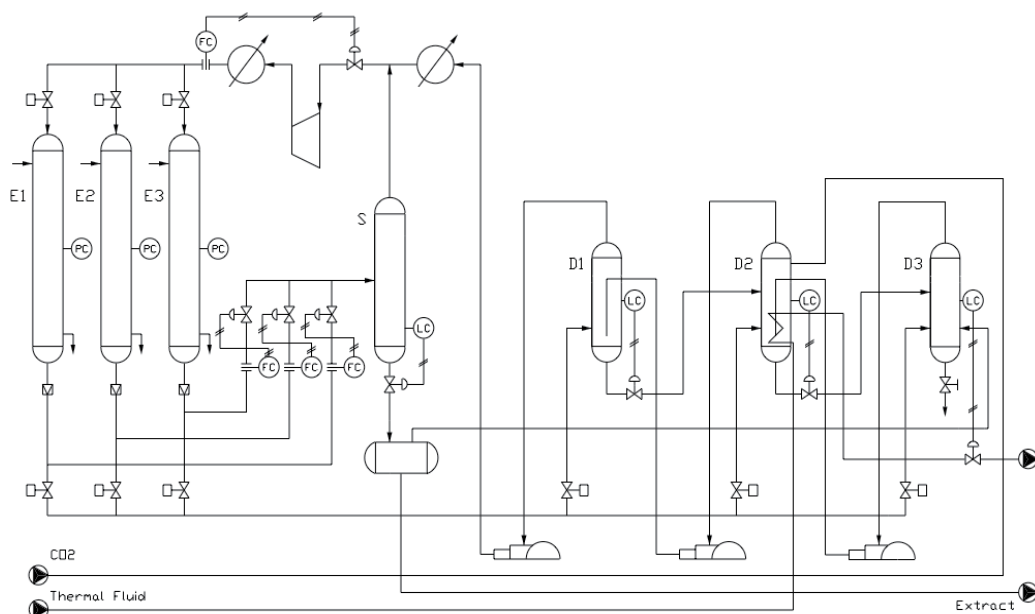 FC
E1
E2
E3
PC
PC
PC
S
D1
D2
D3
LC
LC
LC
LC
FC
FC
FC
CO2
Thermal Fluid
Extract